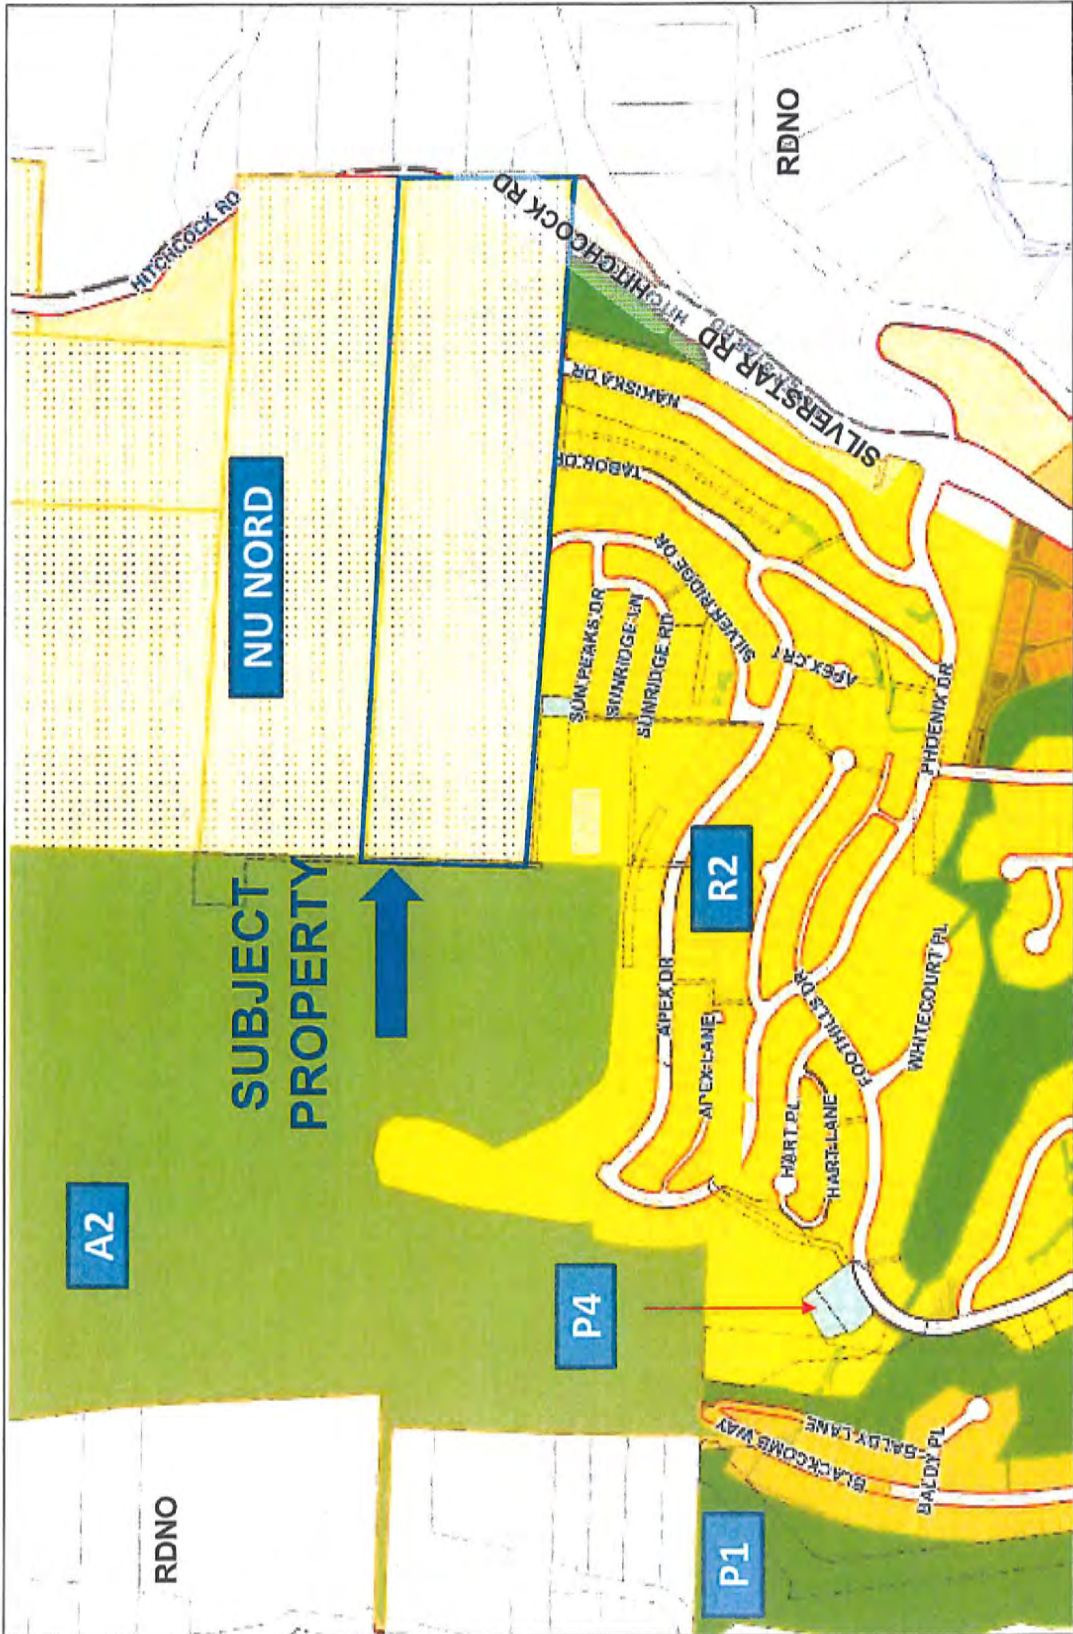 RDNO
A2
SUBJECT
PROPERTY
NU NORD
HITCHCOCK RD
P1
P4
R2
RDNO
HITCHCOCK RD
SILVERSTAR RD
NAKISKA DR
TABOR DR
SILVER RIDGE DR
SUN PEAKS DR
SUNRIDGE LN
SUNRIDGE RD
APEX CRT
PHOENIX DR
APEX DR
APEX LANE
FOOTHILLS DR
WHITECOURT PL
HART PL
HART LANE
BLACKCOMB WAY
BALDY LANE
BALDY PL